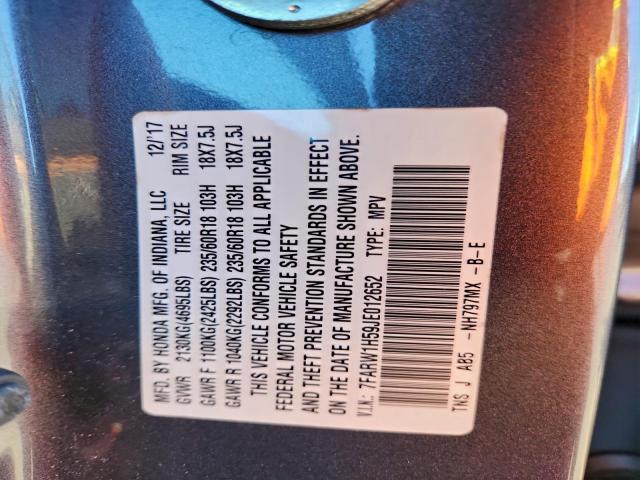 MFD. BY HONDA MFG. OF INDIANA, LLC 12/'17
GVWR 2130KG(4695LBS) TIRE SIZE RIM SIZE
GAWR F 1100KG(2425LBS) 235/60R18 103H 18X7.5J
GAWR R 1040KG(2292LBS) 235/60R18 103H 18X7.5J
THIS VEHICLE CONFORMS TO ALL APPLICABLE
FEDERAL MOTOR VEHICLE SAFETY
AND THEFT PREVENTION STANDARDS IN EFFECT
ON THE DATE OF MANUFACTURE SHOWN ABOVE.
V.I.N.: 7FARW1H59JE012652 TYPE: MPV
TNS J A05 -NH797MX -B-E